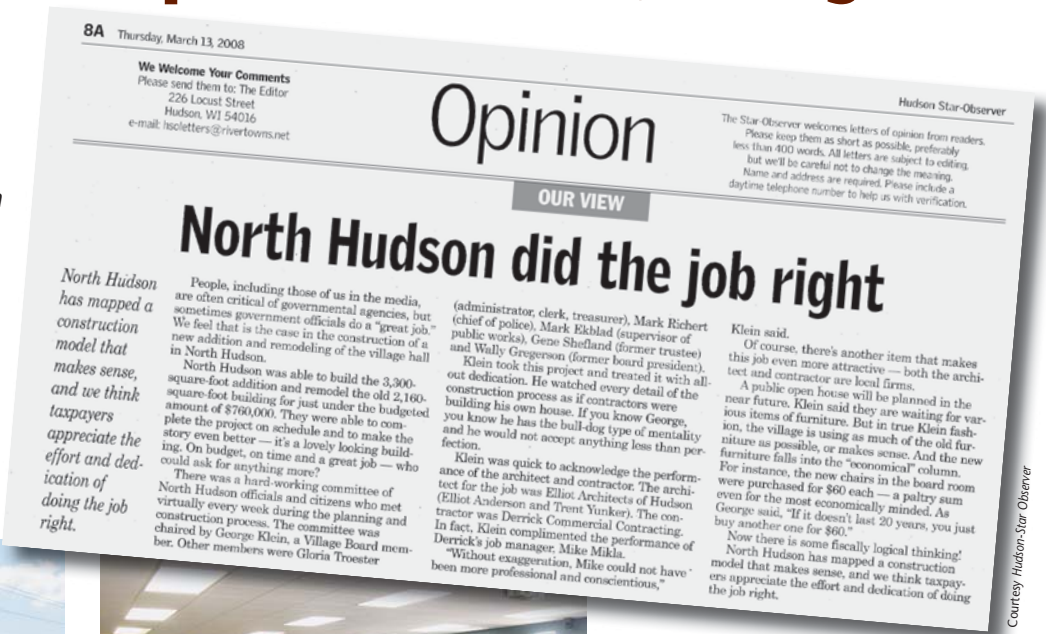 8A Thursday, March 13, 2008
Hudson Star-Observer
We Welcome Your Comments
Please send them to: The Editor
226 Locust Street
Hudson, WI 54016
e-mail: hsoletters@rivertowns.net
Opinion
The Star-Observer welcomes letters of opinion from readers.
Please keep them as short as possible, preferably
less than 400 words. All letters are subject to editing,
but we'll be careful not to change the meaning.
Name and address are required. Please include a
daytime telephone number to help us with verification.
OUR VIEW
North Hudson did the job right
North Hudson
has mapped a
construction
model that
makes sense,
and we think
taxpayers
appreciate the
effort and ded-
ication of
doing the job
right.
People, including those of us in the media,
are often critical of governmental agencies, but
sometimes government officials do a “great job.”
We feel that is the case in the construction of a
new addition and remodeling of the village hall
in North Hudson.
North Hudson was able to build the 3,300-
square-foot addition and remodel the old 2,160-
square-foot building for just under the budgeted
amount of $760,000. They were able to com-
plete the project on schedule and to make the
story even better — it's a lovely looking build-
ing. On budget, on time and a great job — who
could ask for anything more?
There was a hard-working committee of
North Hudson officials and citizens who met
virtually every week during the planning and
construction process. The committee was
chaired by George Klein, a Village Board mem-
ber. Other members were Gloria Troester
(administrator, clerk, treasurer), Mark Richert
(chief of police), Mark Ekblad (supervisor of
public works), Gene Shefland (former trustee)
and Wally Gregerson (former board president).
Klein took this project and treated it with all-
out dedication. He watched every detail of the
construction process as if contractors were
building his own house. If you know George,
you know he has the bull-dog type of mentality
and he would not accept anything less than per-
fection.
Klein was quick to acknowledge the perform-
ance of the architect and contractor. The archi-
tect for the job was Elliot Architects of Hudson
(Elliot Anderson and Trent Yunker). The con-
tractor was Derrick Commercial Contracting.
In fact, Klein complimented the performance of
Derrick's job manager, Mike Mikla.
“Without exaggeration, Mike could not have
been more professional and conscientious,”
Klein said.
Of course, there's another item that makes
this job even more attractive — both the archi-
tect and contractor are local firms.
A public open house will be planned in the
near future. Klein said they are waiting for var-
ious items of furniture. But in true Klein fash-
ion, the village is using as much of the old fur-
niture as possible, or makes sense. And the new
furniture falls into the “economical” column.
For instance, the new chairs in the board room
were purchased for $60 each — a paltry sum
even for the most economically minded. As
George said, “If it doesn't last 20 years, you just
buy another one for $60.”
Now there is some fiscally logical thinking!
North Hudson has mapped a construction
model that makes sense, and we think taxpay-
ers appreciate the effort and dedication of doing
the job right.
Courtesy Hudson-Star Observer